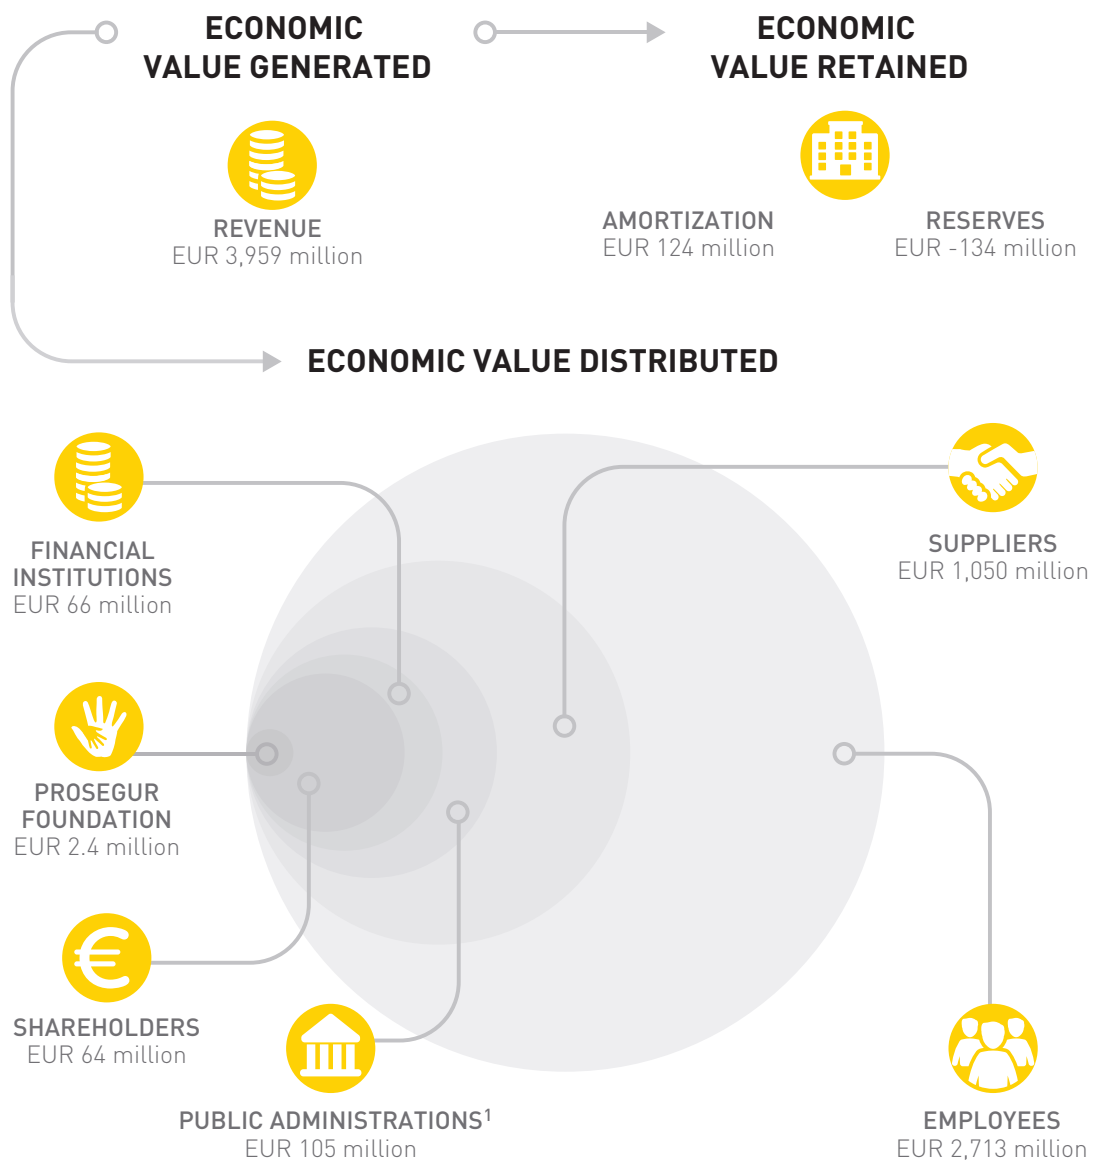 ECONOMIC
VALUE GENERATED
ECONOMIC
VALUE RETAINED
REVENUE
EUR 3,959 million
AMORTIZATION
EUR 124 million
RESERVES
EUR -134 million
ECONOMIC VALUE DISTRIBUTED
FINANCIAL
INSTITUTIONS
EUR 66 million
SUPPLIERS
EUR 1,050 million
PROSEGUR
FOUNDATION
EUR 2.4 million
SHAREHOLDERS
EUR 64 million
PUBLIC ADMINISTRATIONS¹
EUR 105 million
EMPLOYEES
EUR 2,713 million